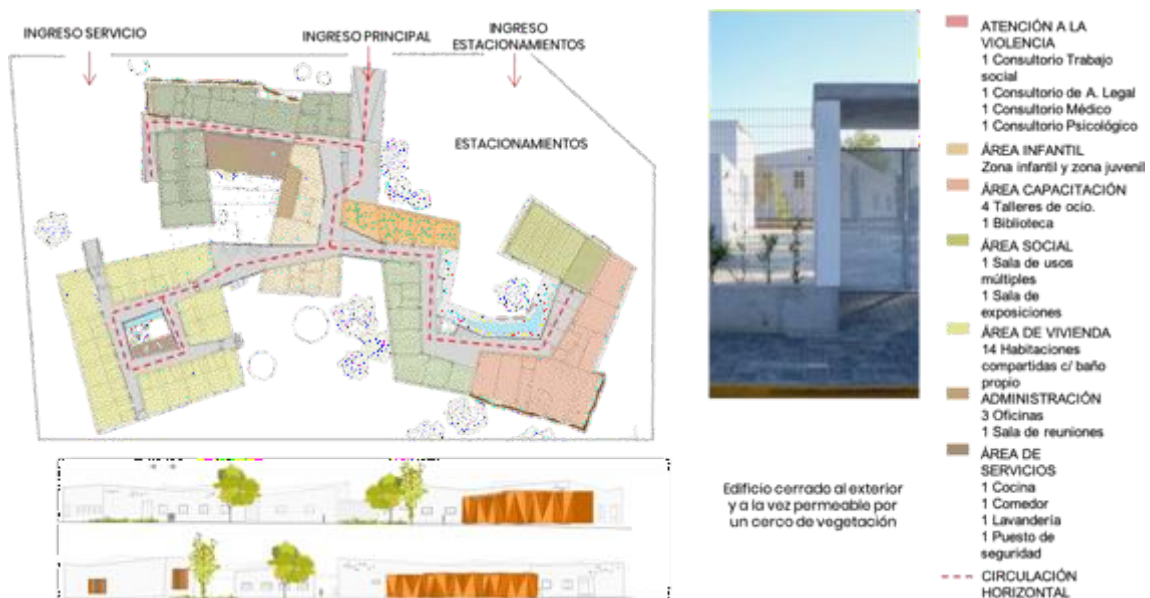 INGRESO SERVICIO
INGRESO PRINCIPAL
INGRESO
ESTACIONAMIENTOS
ESTACIONAMIENTOS
Edificio cerrado al exterior
y a la vez permeable por
un cerco de vegetación
ATENCIÓN A LA
VIOLENCIA
1 Consultorio Trabajo
social
1 Consultorio de A. Legal
1 Consultorio Médico
1 Consultorio Psicológico
ÁREA INFANTIL
Zona infantil y zona juvenil
ÁREA CAPACITACIÓN
4 Talleres de ocio.
1 Biblioteca
ÁREA SOCIAL
1 Sala de usos
múltiples
1 Sala de
exposiciones
ÁREA DE VIVIENDA
14 Habitaciones
compartidas c/ baño
propio
ADMINISTRACIÓN
3 Oficinas
1 Sala de reuniones
ÁREA DE
SERVICIOS
1 Cocina
1 Comedor
1 Lavandería
1 Puesto de
seguridad
CIRCULACIÓN
HORIZONTAL